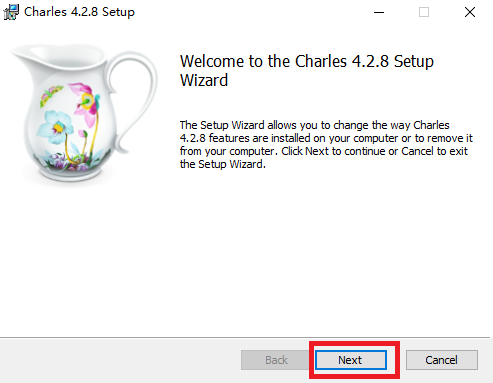 Charles 4.2.8 Setup
Welcome to the Charles 4.2.8 Setup
Wizard
The Setup Wizard allows you to change the way Charles
4.2.8 features are installed on your computer or to remove it
from your computer. Click Next to continue or Cancel to exit
the Setup Wizard.
Back
Next
Cancel